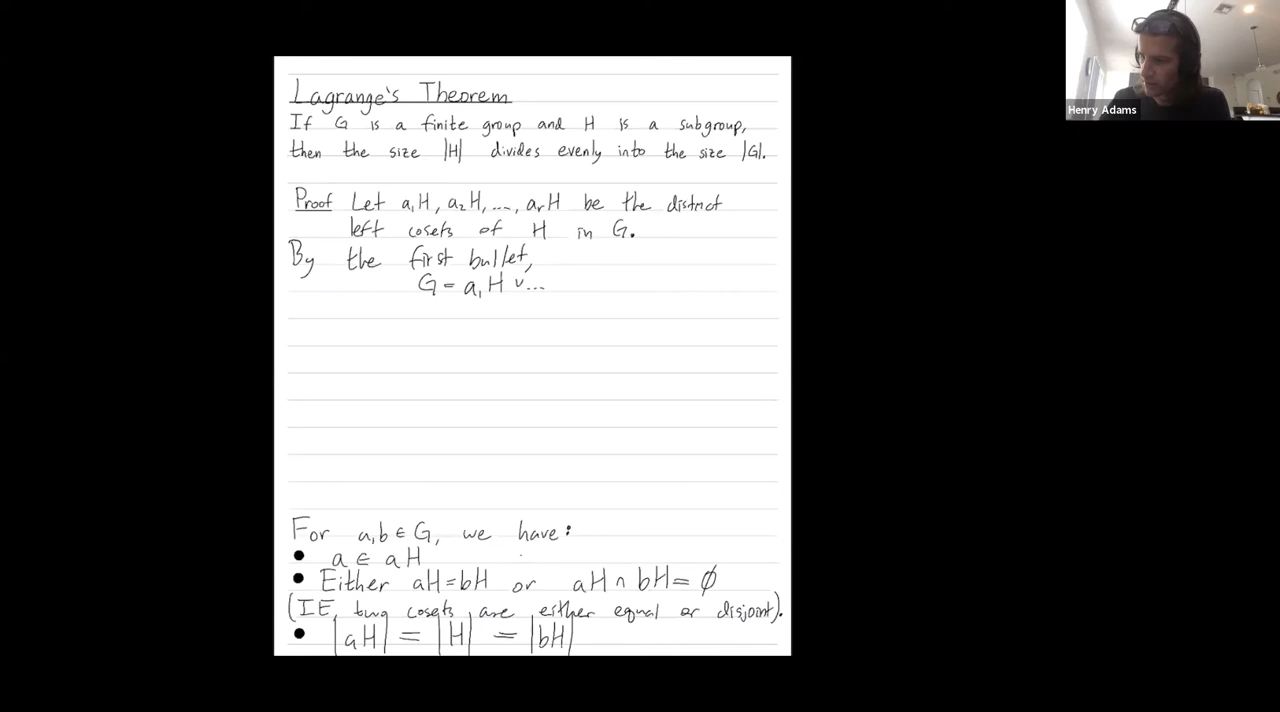 Lagrange's Theorem
If G is a finite group and H is a subgroup,
then the size |H| divides evenly into the size |G|.
Proof Let a₁H, a₂H, ..., aᵣH be the distinct
left cosets of H in G.
By the first bullet,
G = a₁H ∪ ...
For a,b ∈ G, we have:
• a ∈ aH
• Either aH = bH or aH ∩ bH = ∅
(IE, two cosets are either equal or disjoint).
• |aH| = |H| = |bH|
Henry Adams